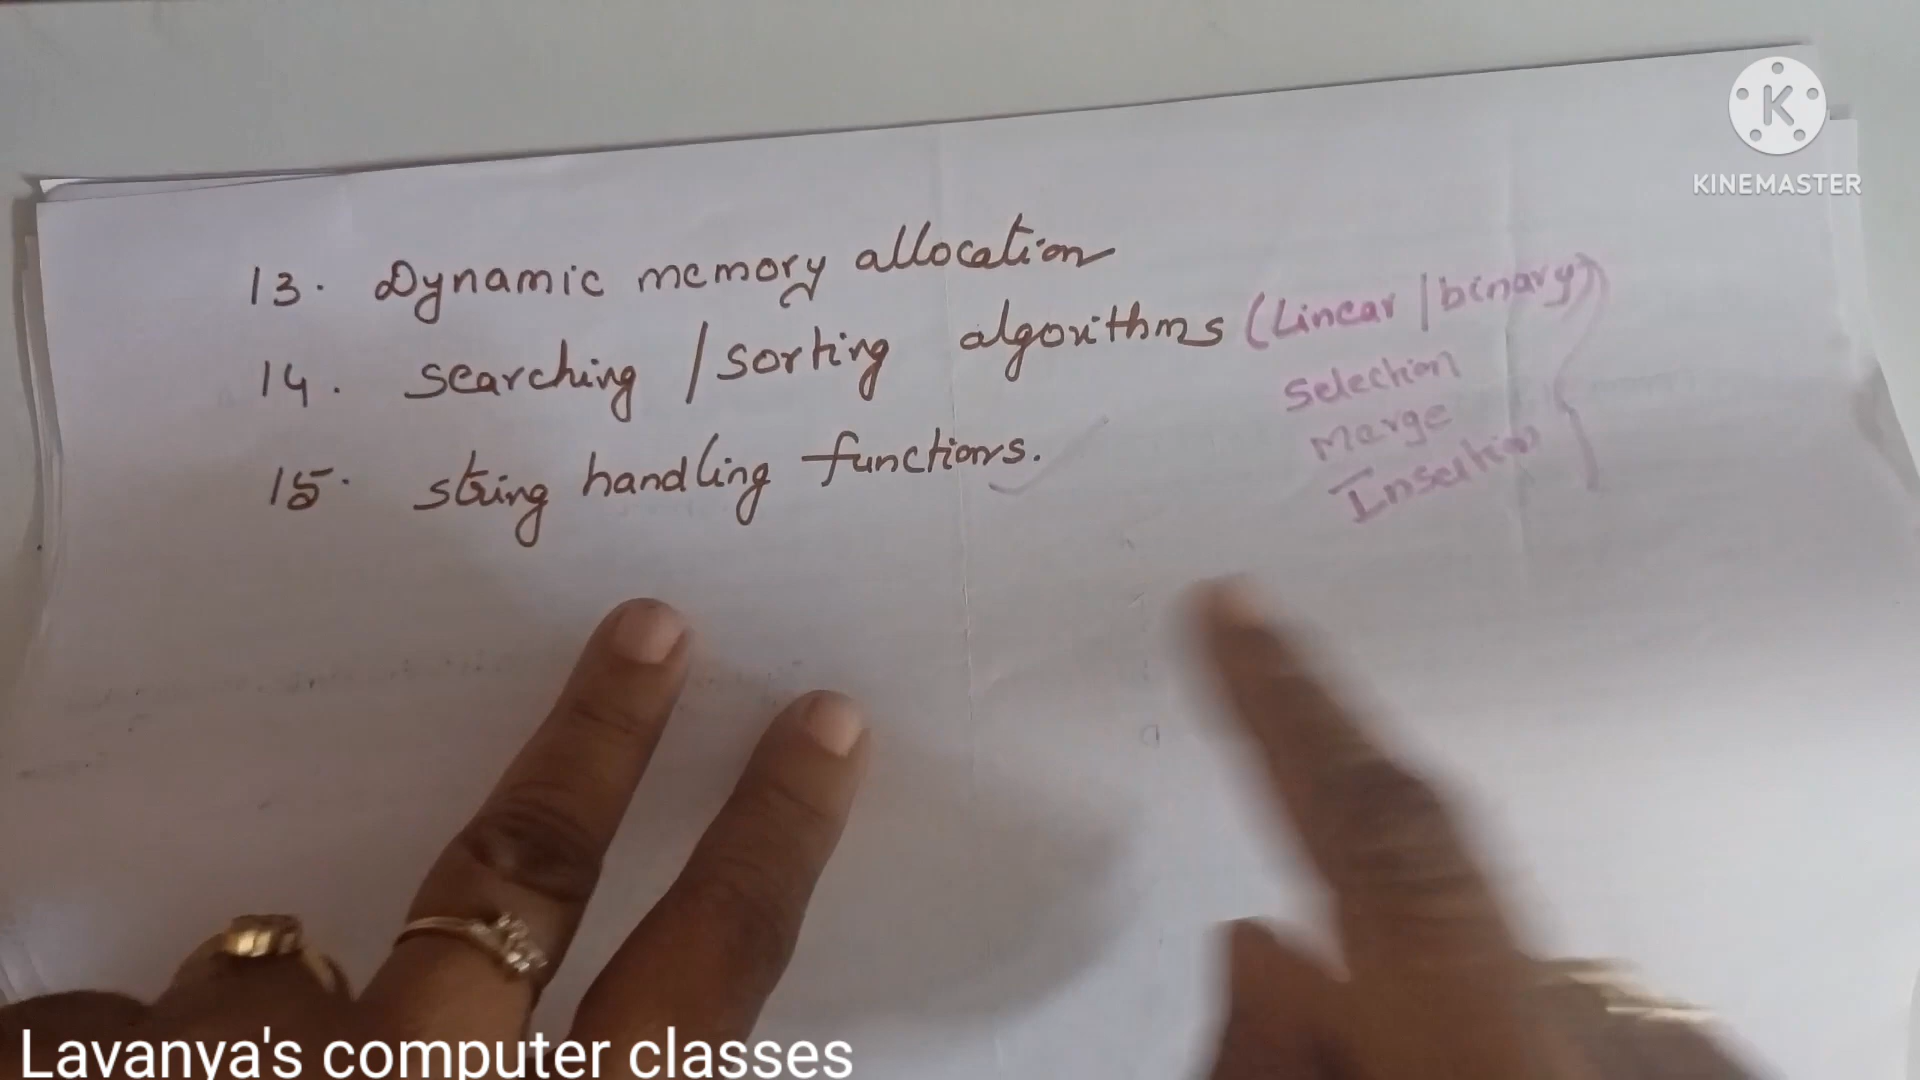 KINEMASTER
13. Dynamic memory allocation
14. searching / sorting algorithms (Linear / binary)
Selection
Merge
Insertion
15. string handling functions.
Lavanya's computer classes